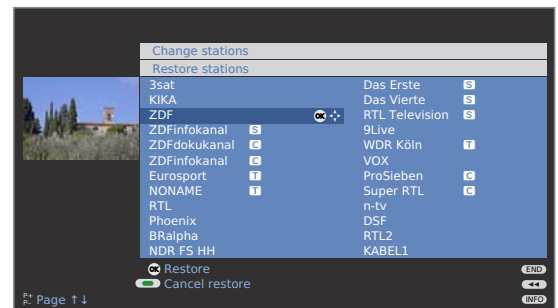 Change stations
Restore stations
3sat
KIKA
ZDF OK
ZDFinfokanal S
ZDFdokukanal C
ZDFinfokanal C
Eurosport T
NONAME T
RTL
Phoenix
BRalpha
NDR FS HH
Das Erste S
Das Vierte S
RTL Television S
9Live
WDR Köln T
VOX
ProSieben C
Super RTL C
n-tv
DSF
RTL2
KABEL1
OK Restore
END
Cancel restore
P+
P- Page ↑↓
INFO